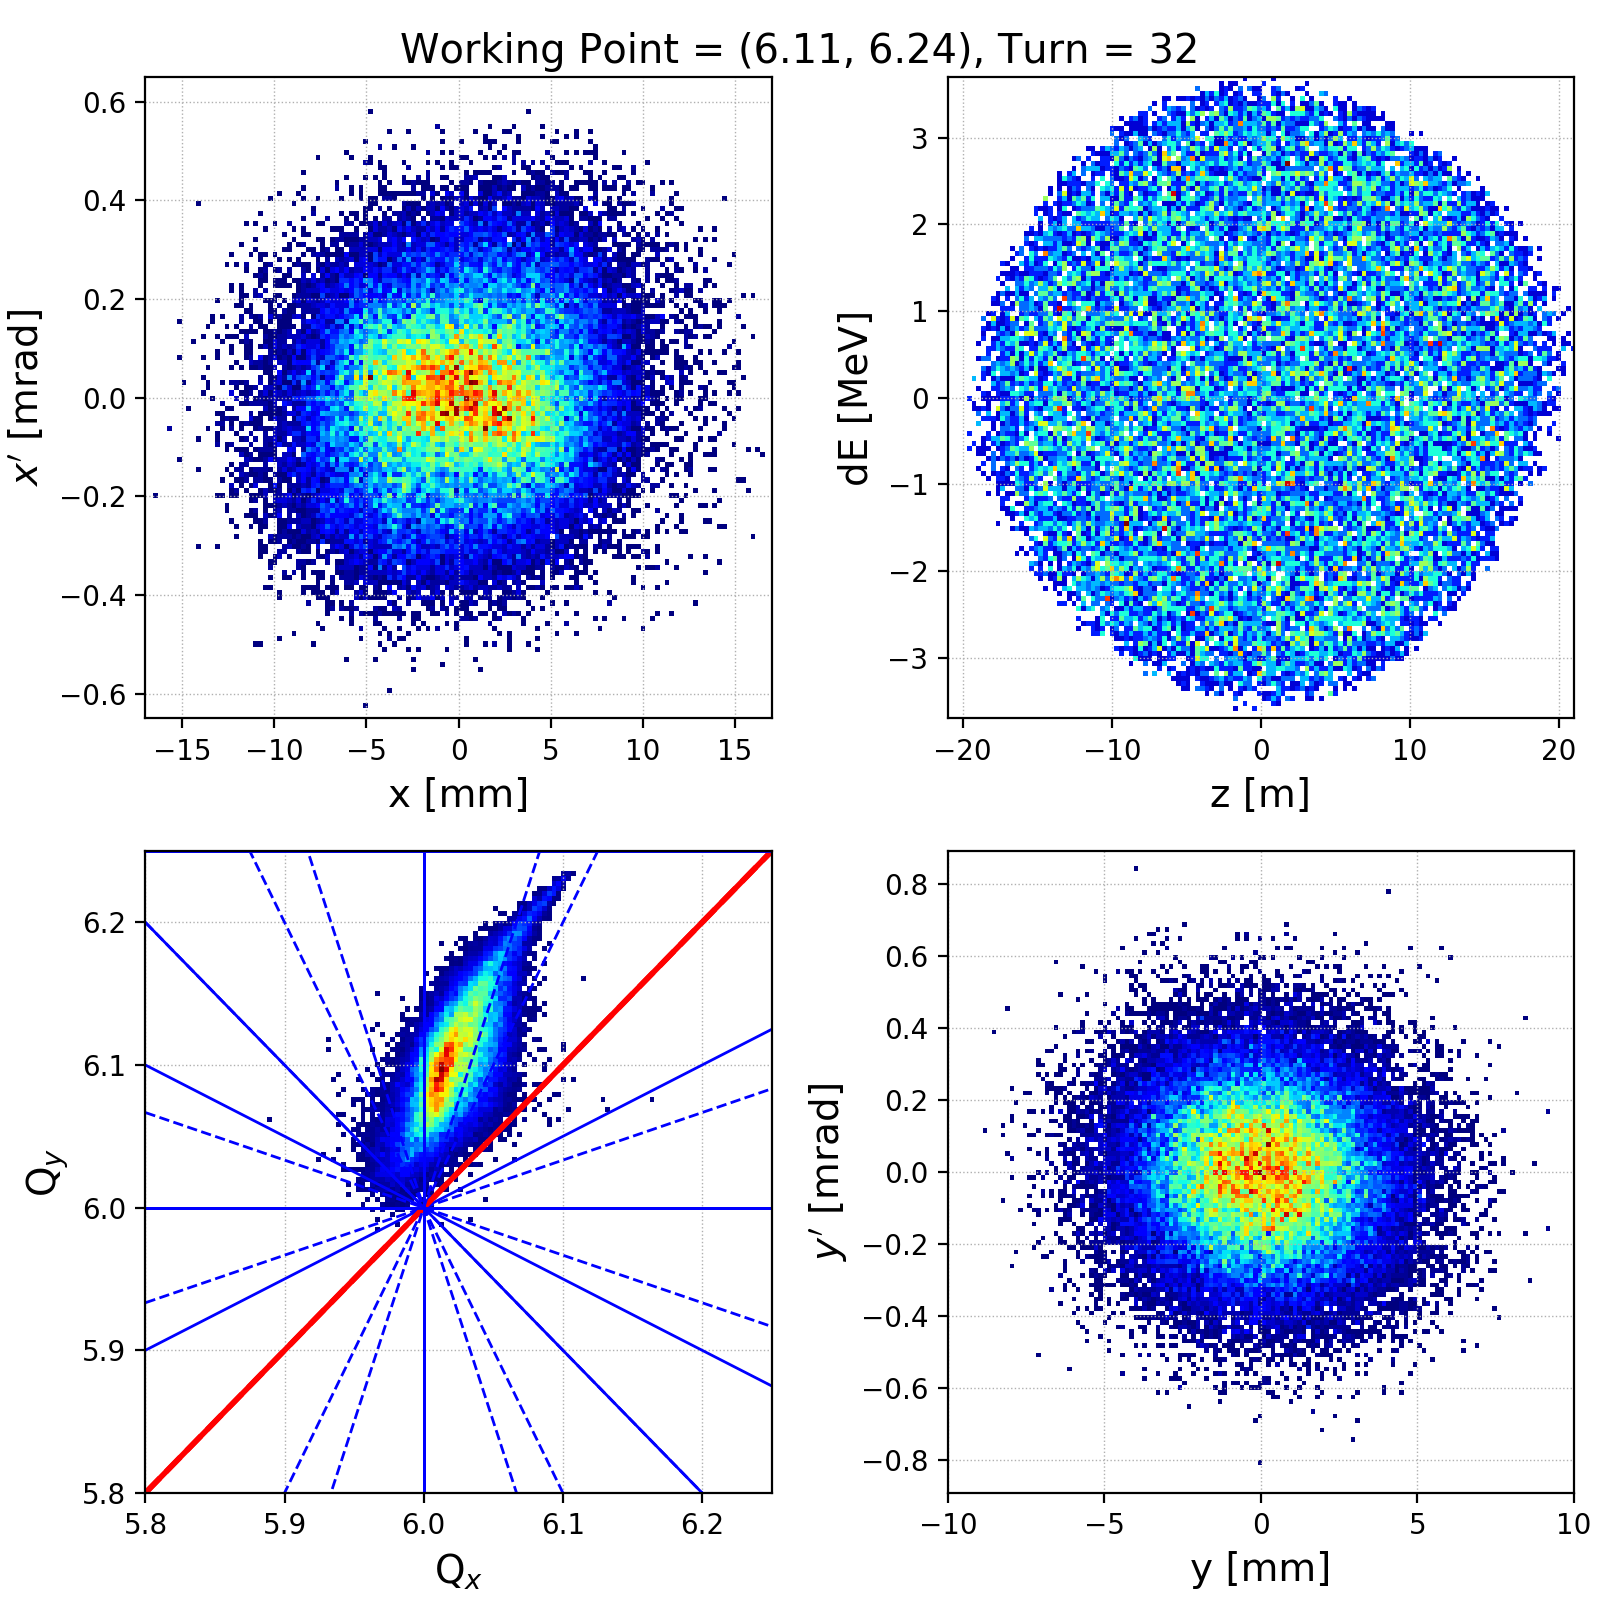 Working Point = (6.11, 6.24), Turn = 32
0.6
0.4
0.2
0.0
−0.2
−0.4
−0.6
x′ [mrad]
−15 −10 −5 0 5 10 15
x [mm]
3
2
1
0
−1
−2
−3
dE [MeV]
−20 −10 0 10 20
z [m]
6.2
6.1
6.0
5.9
5.8
Qy
5.8 5.9 6.0 6.1 6.2
Qx
0.8
0.6
0.4
0.2
0.0
−0.2
−0.4
−0.6
−0.8
y′ [mrad]
−10 −5 0 5 10
y [mm]